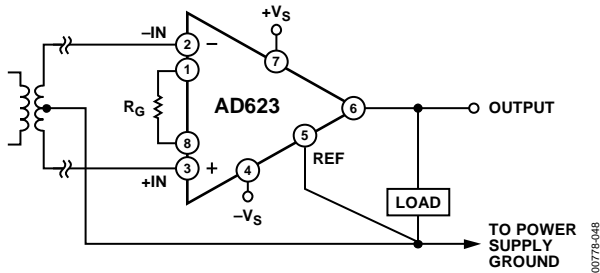 +VS
–IN
2
–
7
1
RG
AD623
6
OUTPUT
5
8
REF
3
+
4
+IN
LOAD
–VS
TO POWER
SUPPLY
GROUND
00778-048